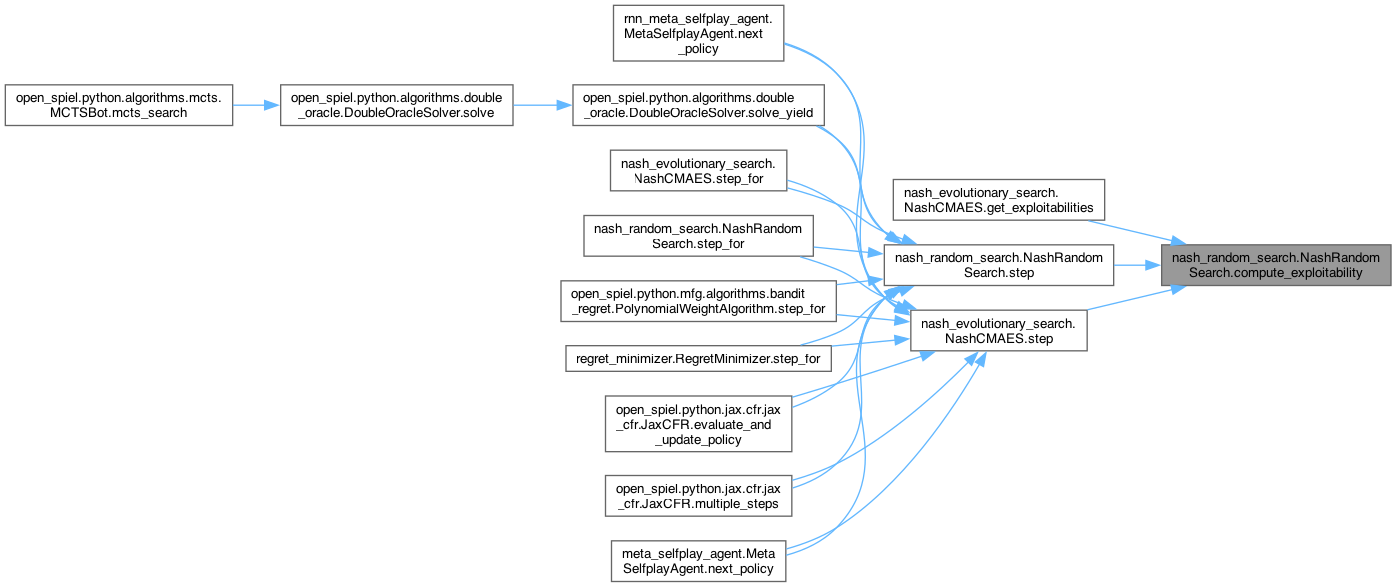 rnn_meta_selfplay_agent.
MetaSelfplayAgent.next
_policy
open_spiel.python.algorithms.mcts.
MCTSBot.mcts_search
open_spiel.python.algorithms.double
_oracle.DoubleOracleSolver.solve
open_spiel.python.algorithms.double
_oracle.DoubleOracleSolver.solve_yield
nash_evolutionary_search.
NashCMAES.step_for
nash_evolutionary_search.
NashCMAES.get_exploitabilities
nash_random_search.NashRandom
Search.step_for
nash_random_search.NashRandom
Search.step
nash_random_search.NashRandom
Search.compute_exploitability
open_spiel.python.mfg.algorithms.bandit
_regret.PolynomialWeightAlgorithm.step_for
nash_evolutionary_search.
NashCMAES.step
regret_minimizer.RegretMinimizer.step_for
open_spiel.python.jax.cfr.jax
_cfr.JaxCFR.evaluate_and
_update_policy
open_spiel.python.jax.cfr.jax
_cfr.JaxCFR.multiple_steps
meta_selfplay_agent.Meta
SelfplayAgent.next_policy